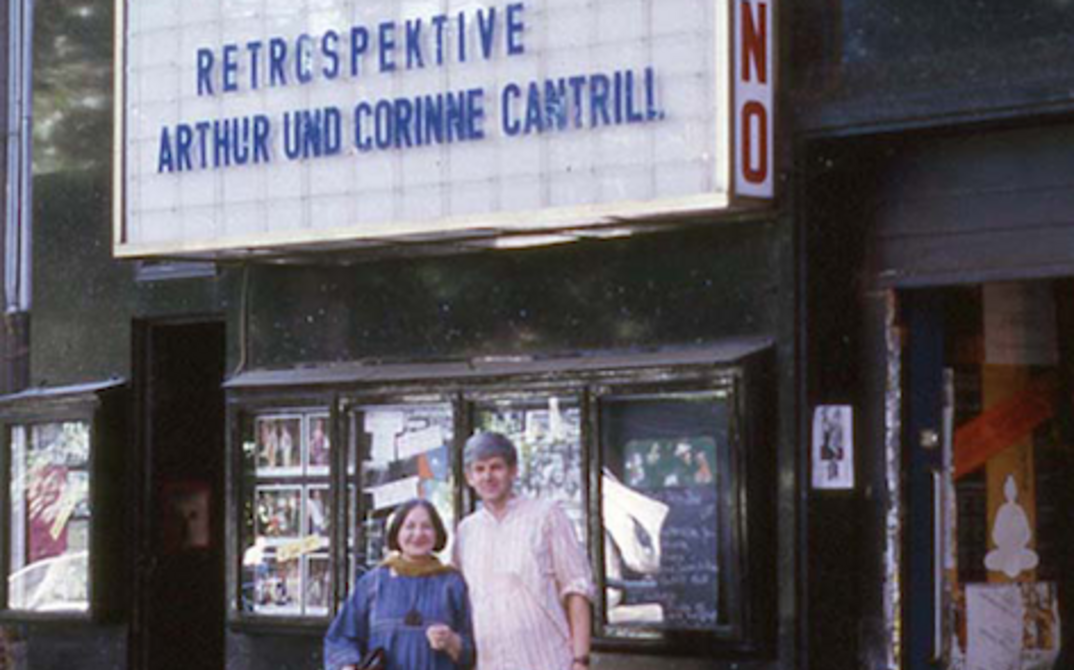 RETROSPEKTIVE
ARTHUR UND CORINNE CANTRILL
NO